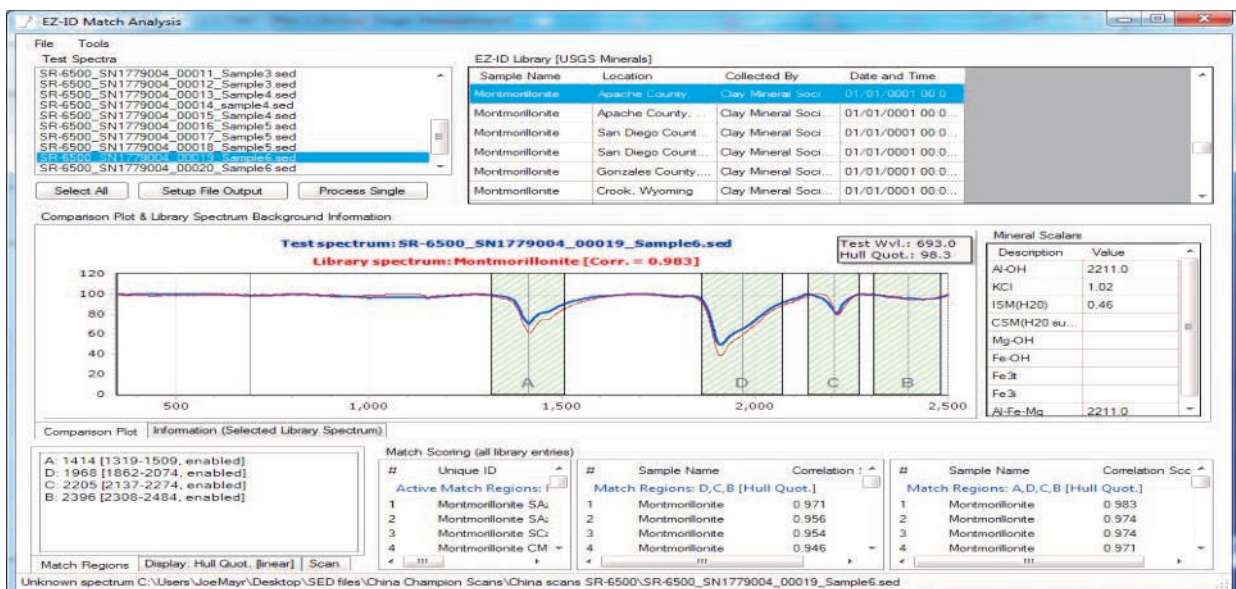 EZ-ID Match Analysis
File Tools
Test Spectra
SR-6500_SN1779004_00011_Sample3.sed
SR-6500_SN1779004_00012_Sample3.sed
SR-6500_SN1779004_00013_Sample4.sed
SR-6500_SN1779004_00014_sample4.sed
SR-6500_SN1779004_00015_Sample4.sed
SR-6500_SN1779004_00016_Sample5.sed
SR-6500_SN1779004_00017_Sample5.sed
SR-6500_SN1779004_00018_Sample5.sed
SR-6500_SN1779004_00019_Sample6.sed
SR-6500_SN1779004_00020_Sample6.sed
Select All Setup File Output Process Single
EZ-ID Library [USGS Minerals]
Sample Name Location Collected By Date and Time
Montmorillonite Apache County, Clay Mineral Soci... 01/01/0001 00:0...
Montmorillonite Apache County, ... Clay Mineral Soci... 01/01/0001 00:0...
Montmorillonite San Diego Count... Clay Mineral Soci... 01/01/0001 00:0...
Montmorillonite San Diego Count... Clay Mineral Soci... 01/01/0001 00:0...
Montmorillonite Gonzales County,... Clay Mineral Soci... 01/01/0001 00:0...
Montmorillonite Crook, Wyoming Clay Mineral Soci... 01/01/0001 00:0...
Comparison Plot & Library Spectrum Background Information
Test spectrum: SR-6500_SN1779004_00019_Sample6.sed
Library spectrum: Montmorillonite [Corr. = 0.983]
Test Wvl.: 693.0
Hull Quot.: 98.3
120
100
80
60
40
20
0
A D C B
500 1,000 1,500 2,000 2,500
Mineral Scalars
Description Value
Al-OH 2211.0
KCI 1.02
ISM(H20) 0.46
CSM(H20 su...
Mg-OH
Fe-OH
Fe3t
Fe3i
Al-Fe-Mg 2211.0
Comparison Plot Information (Selected Library Spectrum)
A: 1414 [1319-1509, enabled]
D: 1968 [1862-2074, enabled]
C: 2205 [2137-2274, enabled]
B: 2396 [2308-2484, enabled]
Match Regions Display: Hull Quot. [linear] Scan
Match Scoring (all library entries)
# Unique ID
Active Match Regions:
1 Montmorillonite SA
2 Montmorillonite SA
3 Montmorillonite SC
4 Montmorillonite CM
# Sample Name Correlation
Match Regions: D,C,B [Hull Quot.]
1 Montmorillonite 0.971
2 Montmorillonite 0.956
3 Montmorillonite 0.954
4 Montmorillonite 0.946
# Sample Name Correlation Scc
Match Regions: A,D,C,B [Hull Quot.]
1 Montmorillonite 0.983
2 Montmorillonite 0.974
3 Montmorillonite 0.974
4 Montmorillonite 0.971
Unknown spectrum C:\Users\JoeMayr\Desktop\SED files\China Champion Scans\China scans SR-6500\SR-6500_SN1779004_00019_Sample6.sed